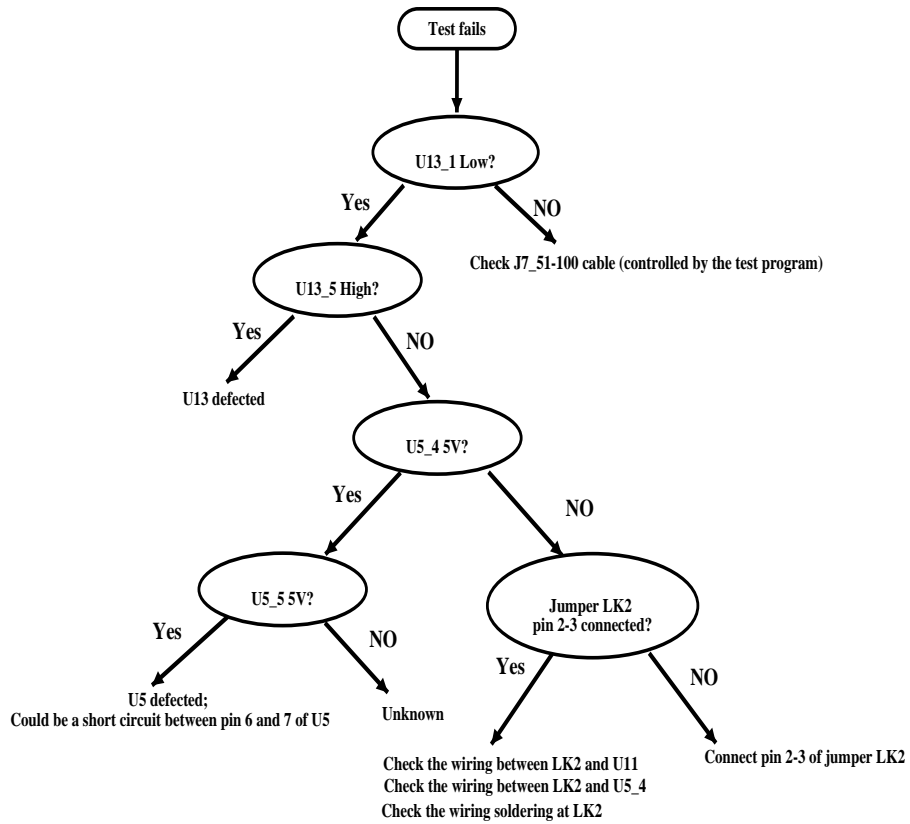 Test fails
U13_1 Low?
Yes
NO
Check J7_51-100 cable (controlled by the test program)
U13_5 High?
Yes
NO
U13 defected
U5_4 5V?
Yes
NO
U5_5 5V?
Jumper LK2
pin 2-3 connected?
Yes
NO
Yes
NO
U5 defected;
Could be a short circuit between pin 6 and 7 of U5
Unknown
Check the wiring between LK2 and U11
Check the wiring between LK2 and U5_4
Check the wiring soldering at LK2
Connect pin 2-3 of jumper LK2